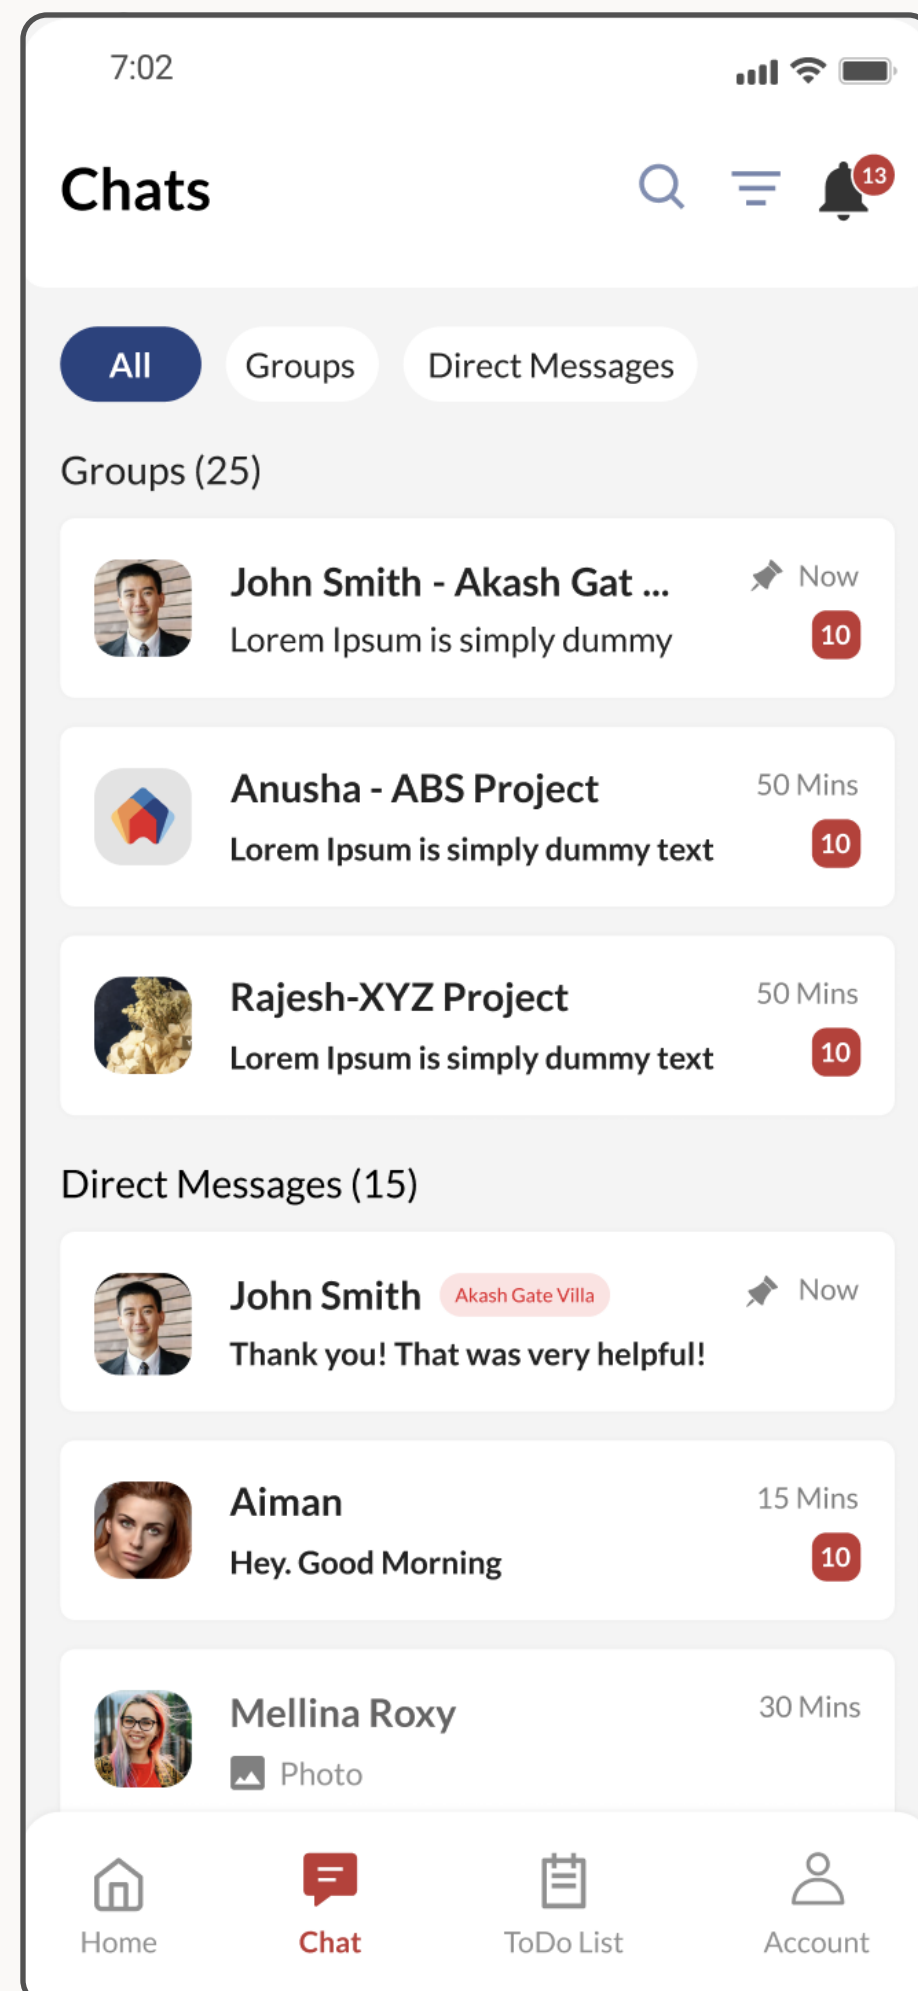 7:02
Chats
13
All Groups Direct Messages
Groups (25)
John Smith - Akash Gat ... Now
Lorem Ipsum is simply dummy 10
Anusha - ABS Project 50 Mins
Lorem Ipsum is simply dummy text 10
Rajesh-XYZ Project 50 Mins
Lorem Ipsum is simply dummy text 10
Direct Messages (15)
John Smith Akash Gate Villa Now
Thank you! That was very helpful!
Aiman 15 Mins
Hey. Good Morning 10
Mellina Roxy 30 Mins
Photo
Home Chat ToDo List Account